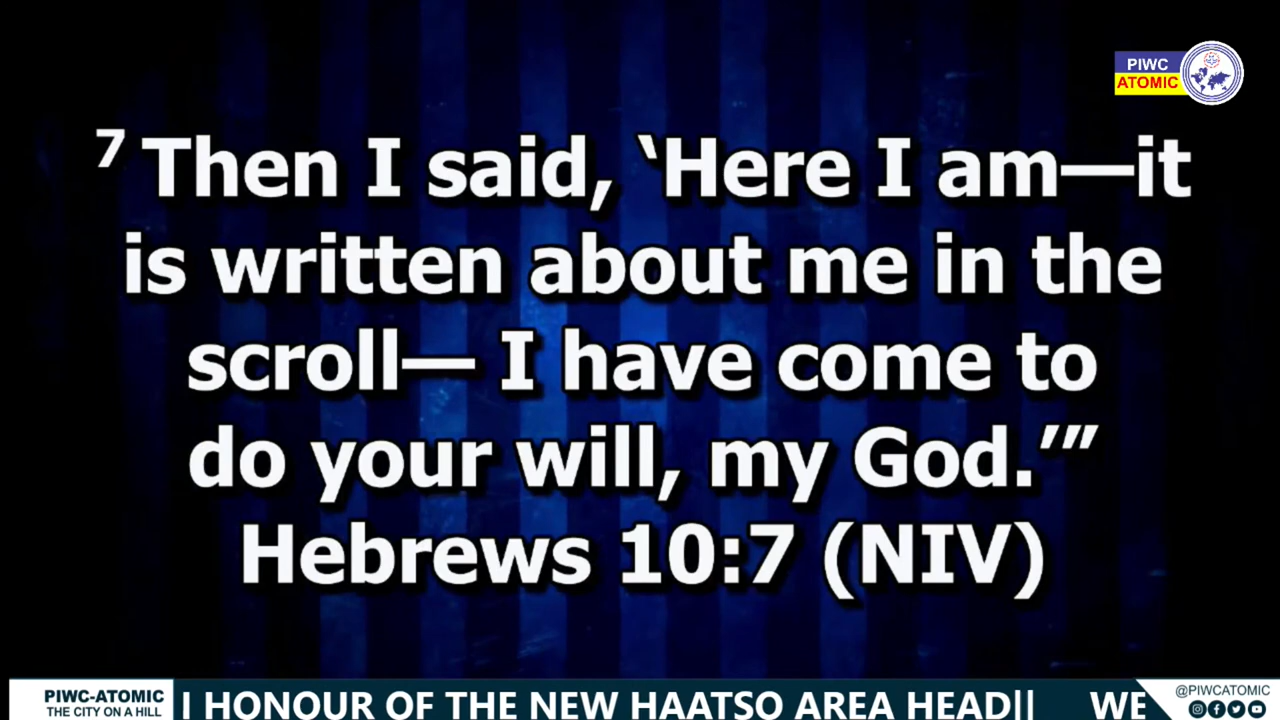 PIWC
ATOMIC
7 Then I said, ‘Here I am—it
is written about me in the
scroll— I have come to
do your will, my God.’”
Hebrews 10:7 (NIV)
PIWC-ATOMIC
THE CITY ON A HILL
HONOUR OF THE NEW HAATSO AREA HEAD|| WE
@PIWCATOMIC